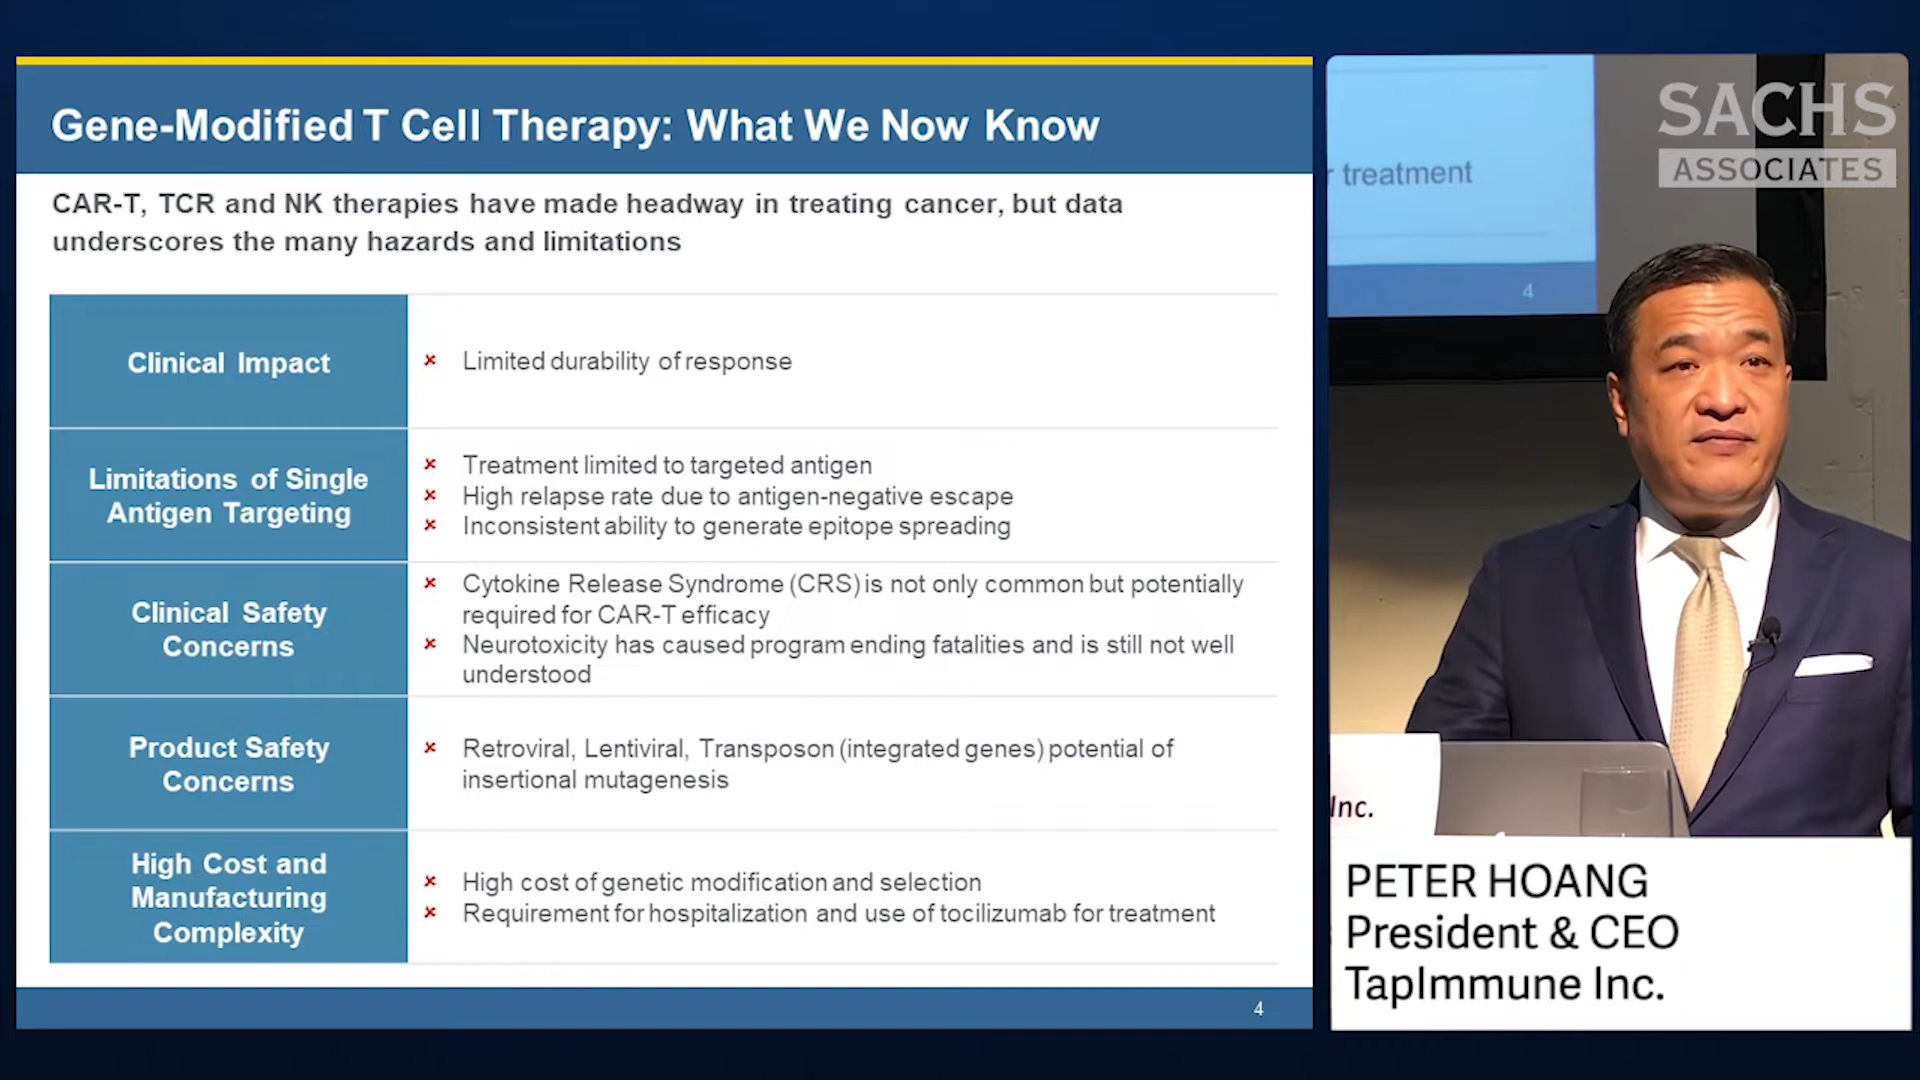 Gene-Modified T Cell Therapy: What We Now Know
CAR-T, TCR and NK therapies have made headway in treating cancer, but data
underscores the many hazards and limitations
Clinical Impact
× Limited durability of response
Limitations of Single
Antigen Targeting
× Treatment limited to targeted antigen
× High relapse rate due to antigen-negative escape
× Inconsistent ability to generate epitope spreading
Clinical Safety
Concerns
× Cytokine Release Syndrome (CRS) is not only common but potentially
required for CAR-T efficacy
× Neurotoxicity has caused program ending fatalities and is still not well
understood
Product Safety
Concerns
× Retroviral, Lentiviral, Transposon (integrated genes) potential of
insertional mutagenesis
High Cost and
Manufacturing
Complexity
× High cost of genetic modification and selection
× Requirement for hospitalization and use of tocilizumab for treatment
4
SACHS
ASSOCIATES
r treatment
4
Inc.
PETER HOANG
President & CEO
TapImmune Inc.